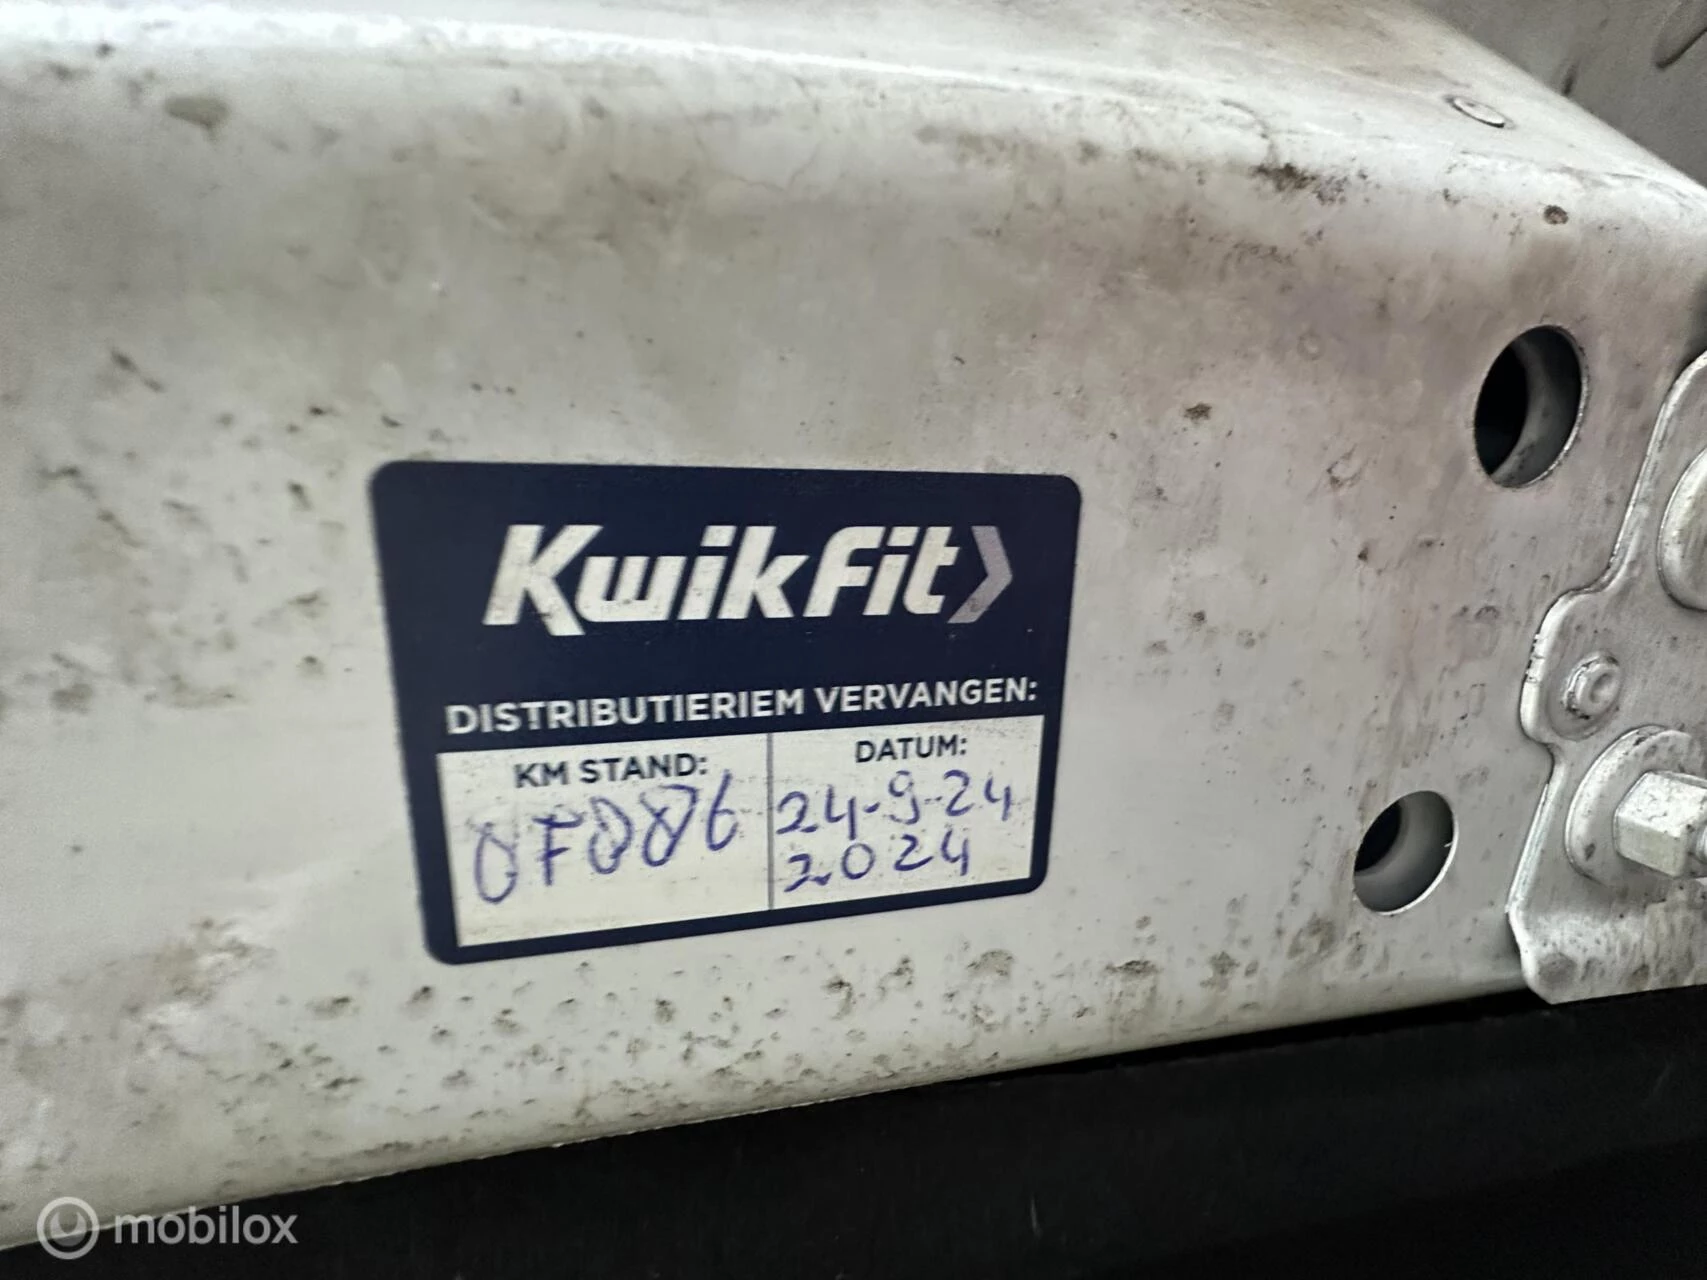 KwikFit
DISTRIBUTIERIEM VERVANGEN:
KM STAND:
DATUM:
24-9-24
2024
mobilox